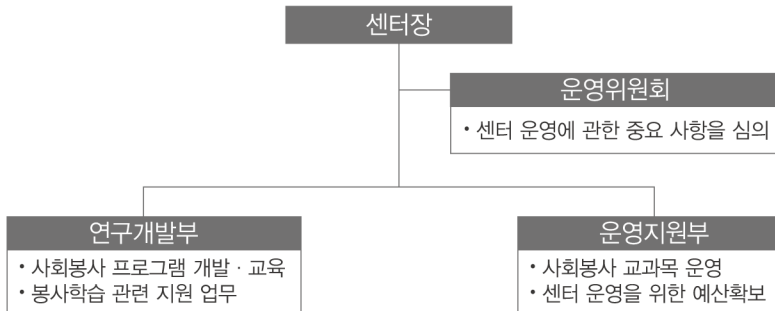 센터장
운영위원회
• 센터 운영에 관한 중요 사항을 심의
연구개발부
• 사회봉사 프로그램 개발 · 교육
• 봉사학습 관련 지원 업무
운영지원부
• 사회봉사 교과목 운영
• 센터 운영을 위한 예산확보